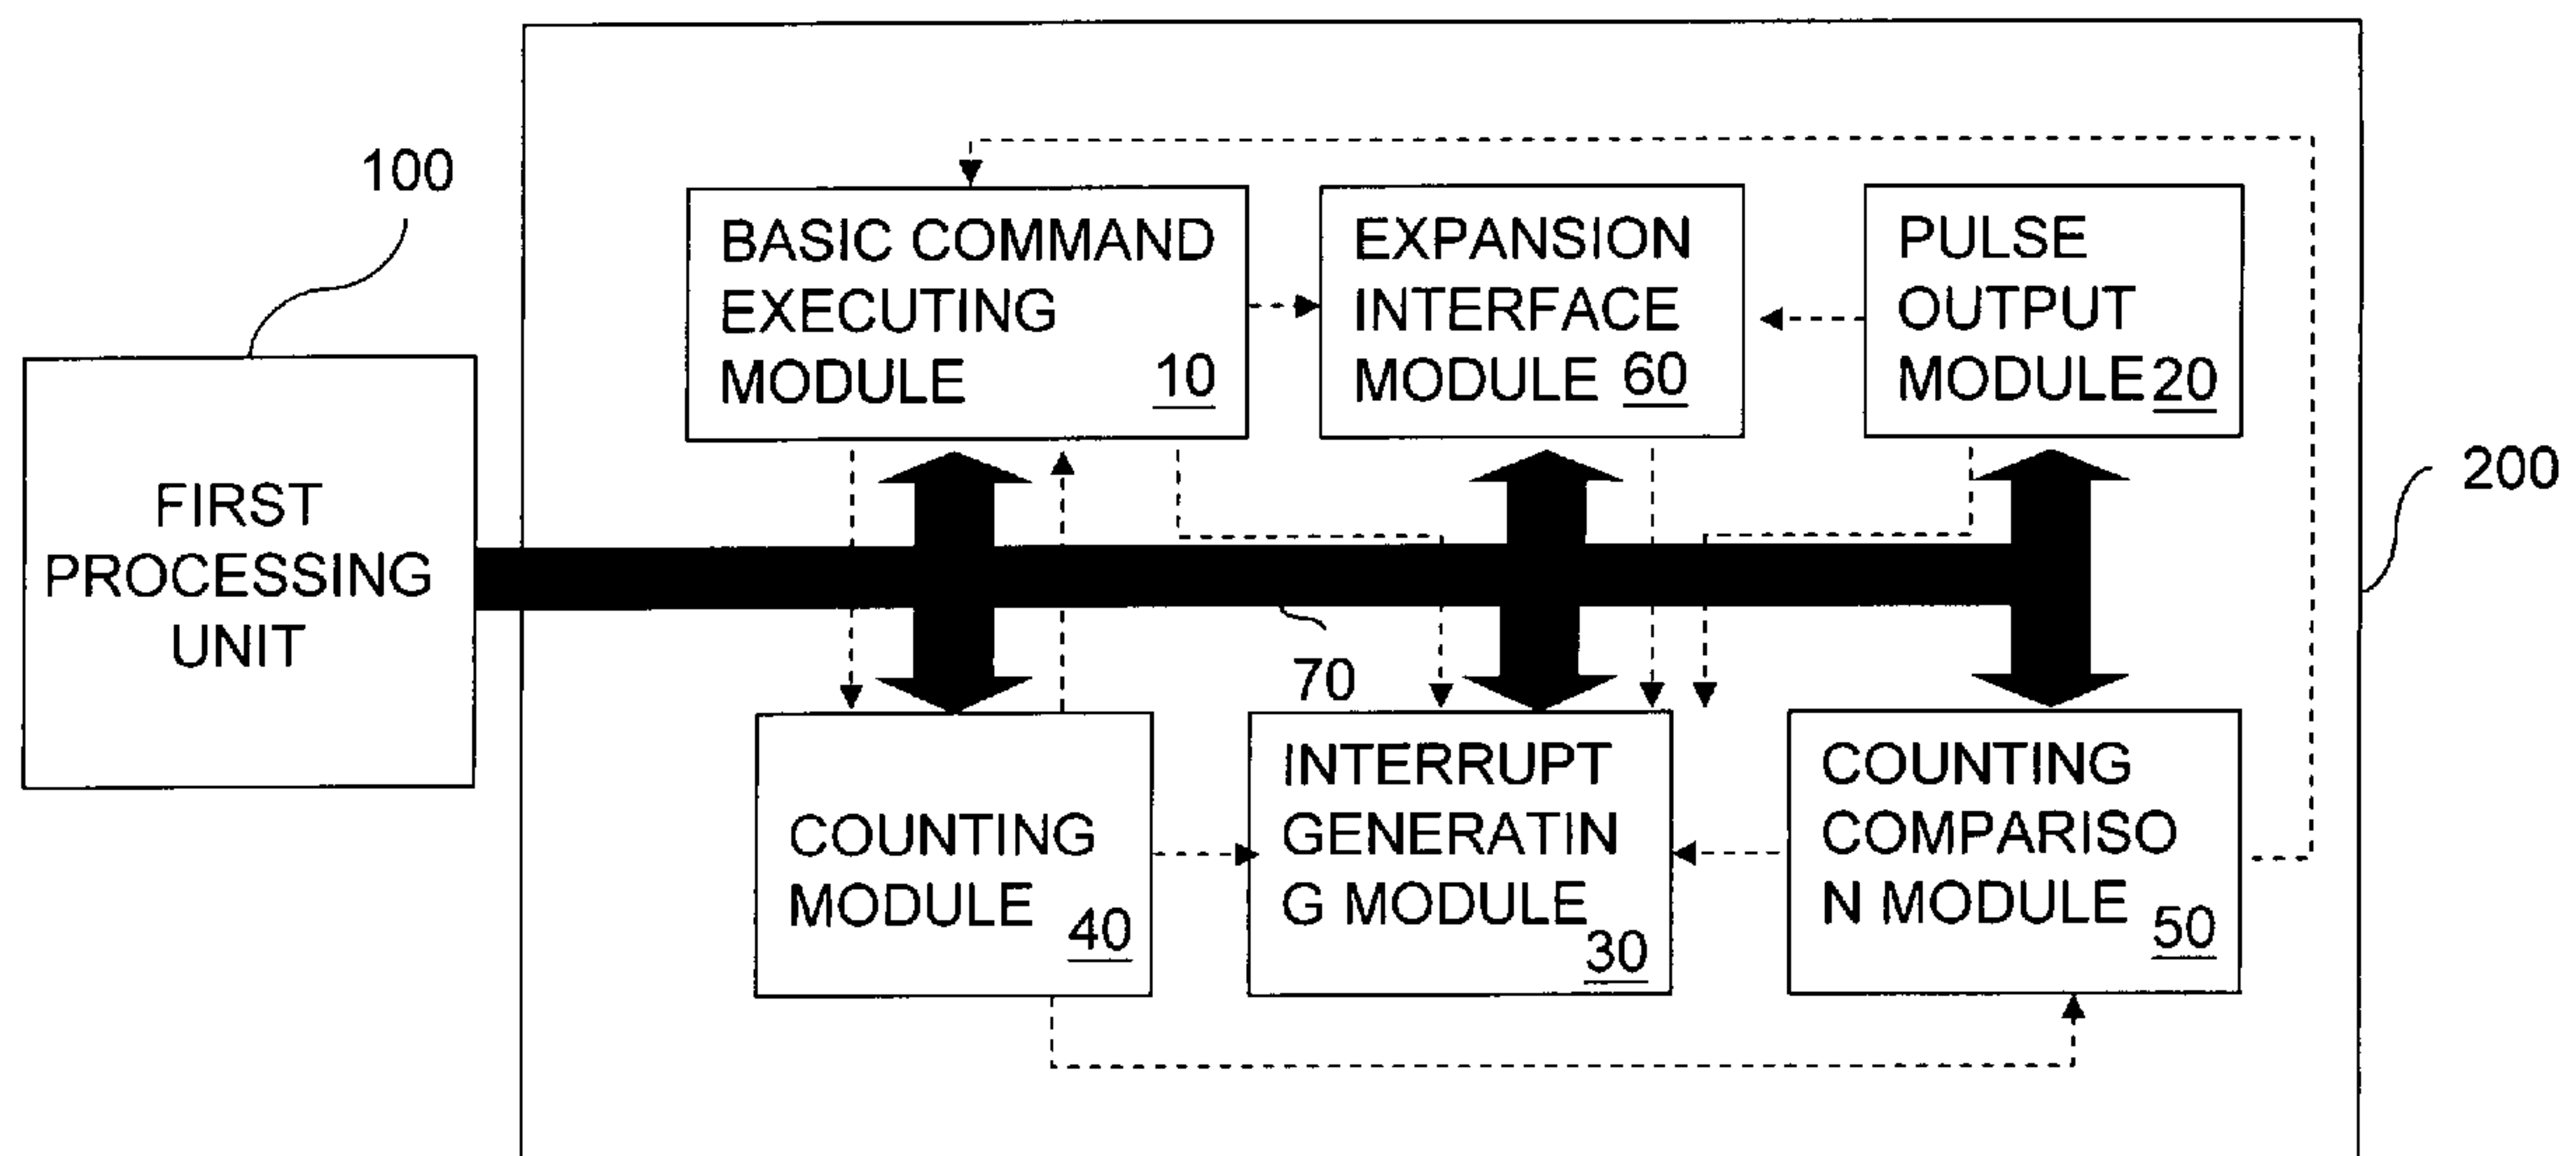 100
BASIC COMMAND
EXECUTING
MODULE
10
EXPANSION
INTERFACE
MODULE 60
PULSE
OUTPUT
MODULE 20
200
FIRST
PROCESSING
UNIT
70
COUNTING
MODULE
40
INTERRUPT
GENERATIN
G MODULE
30
COUNTING
COMPARISO
N MODULE
50